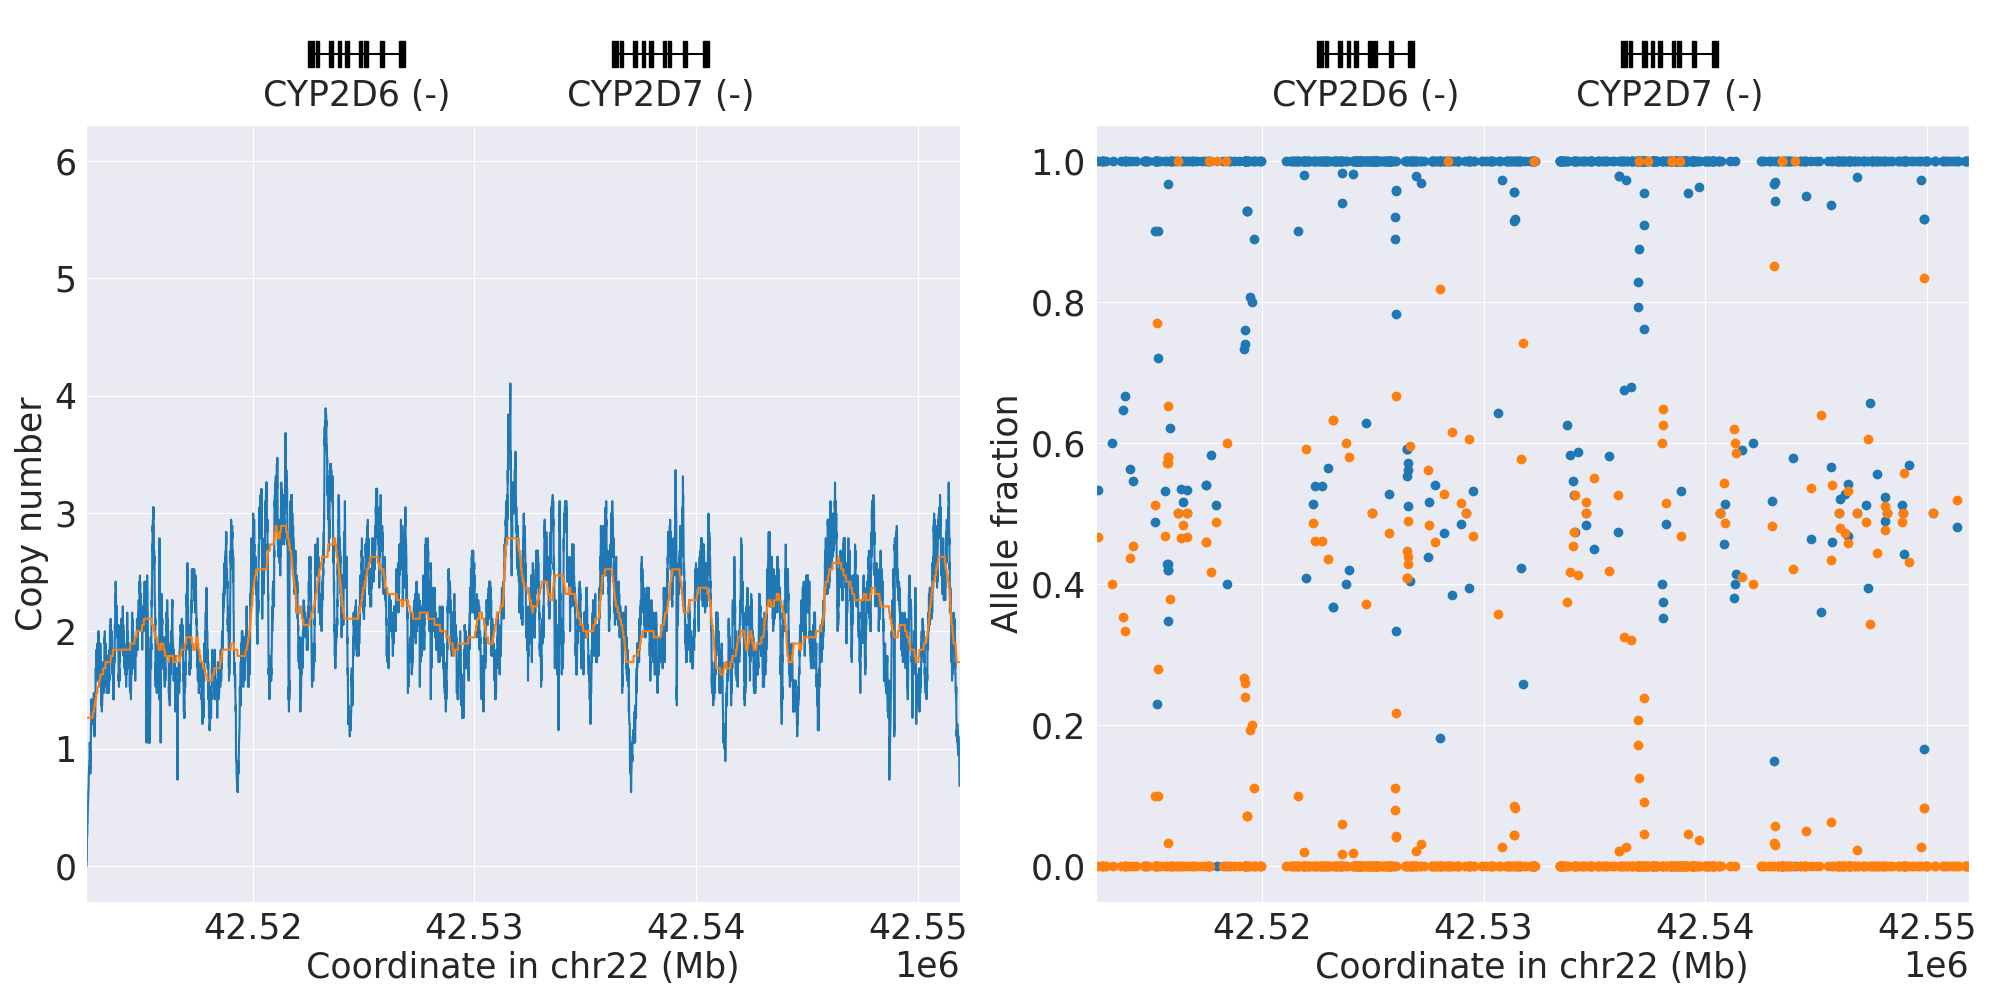 CYP2D6 (-) CYP2D7 (-)
6
5
4
3
2
1
0
Copy number
42.52 42.53 42.54 42.55
1e6
Coordinate in chr22 (Mb)
CYP2D6 (-) CYP2D7 (-)
1.0
0.8
0.6
0.4
0.2
0.0
Allele fraction
42.52 42.53 42.54 42.55
1e6
Coordinate in chr22 (Mb)